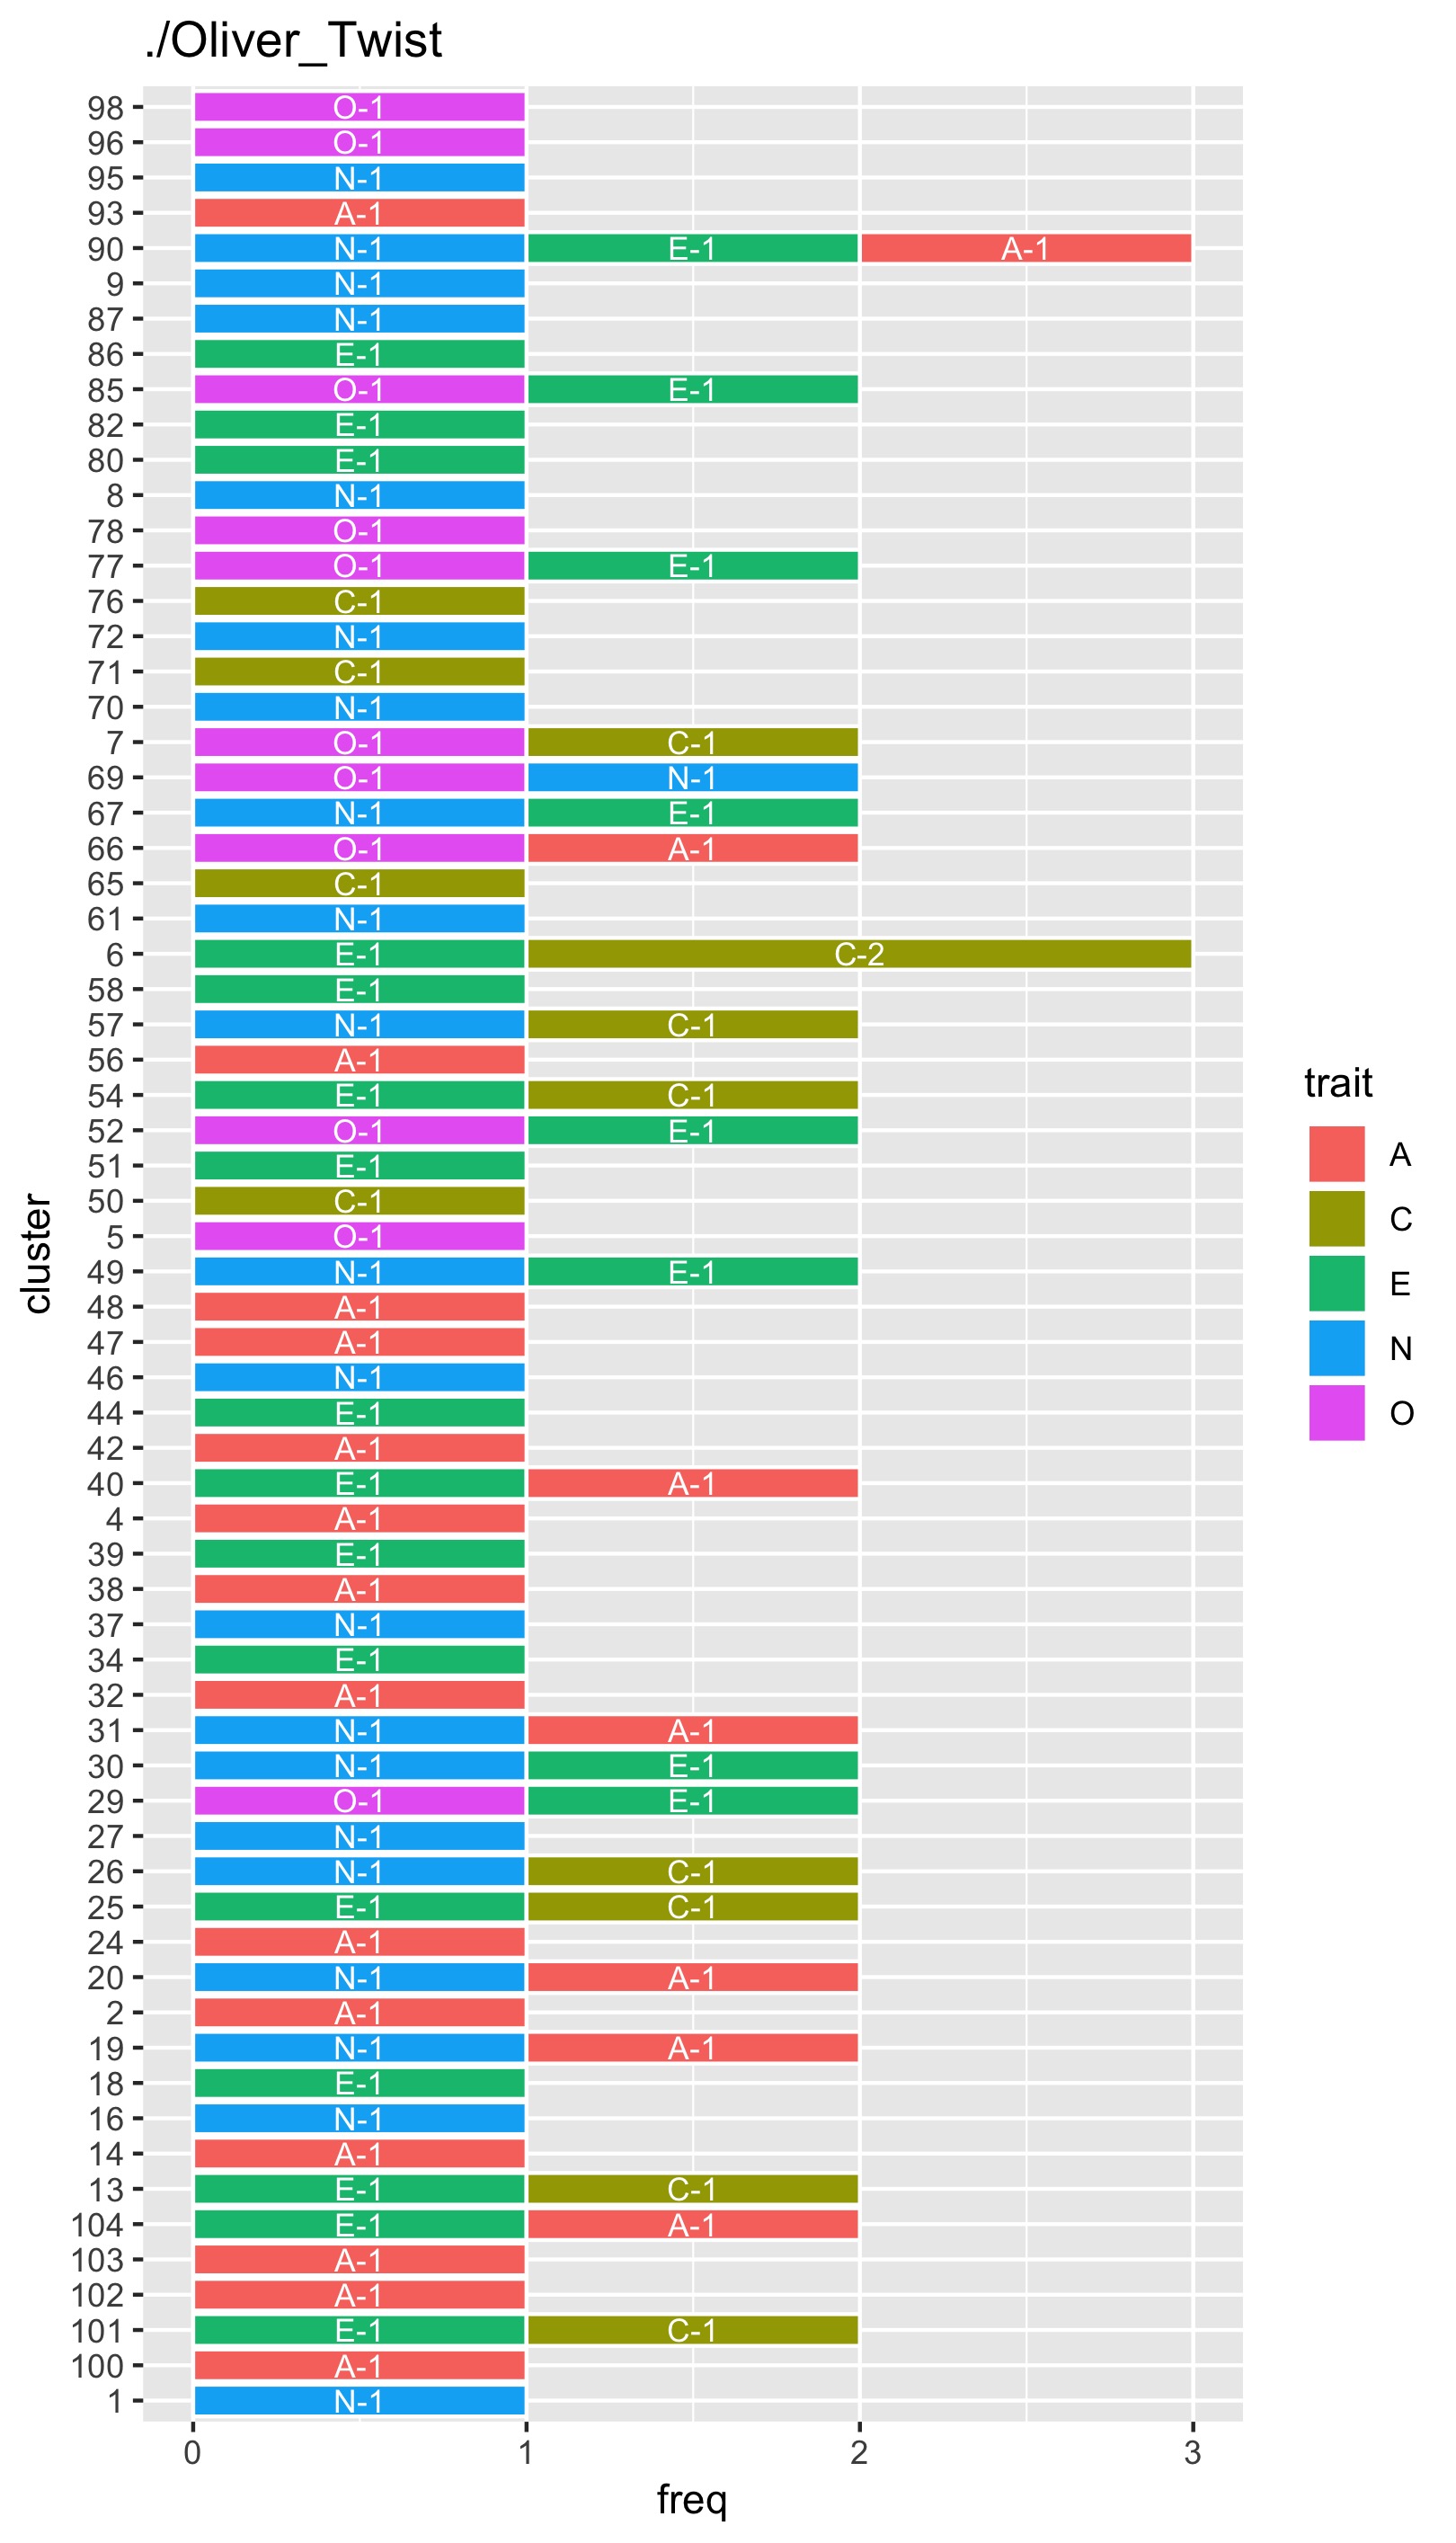 ./Oliver_Twist
98 O-1
96 O-1
95 N-1
93 A-1
90 N-1 E-1 A-1
9 N-1
87 N-1
86 E-1
85 O-1 E-1
82 E-1
80 E-1
8 N-1
78 O-1
77 O-1 E-1
76 C-1
72 N-1
71 C-1
70 N-1
7 O-1 C-1
69 O-1 N-1
67 N-1 E-1
66 O-1 A-1
65 C-1
61 N-1
6 E-1 C-2
58 E-1
57 N-1 C-1
56 A-1
54 E-1 C-1
52 O-1 E-1
51 E-1
50 C-1
5 O-1
49 N-1 E-1
48 A-1
47 A-1
46 N-1
44 E-1
42 A-1
40 E-1 A-1
4 A-1
39 E-1
38 A-1
37 N-1
34 E-1
32 A-1
31 N-1 A-1
30 N-1 E-1
29 O-1 E-1
27 N-1
26 N-1 C-1
25 E-1 C-1
24 A-1
20 N-1 A-1
2 A-1
19 N-1 A-1
18 E-1
16 N-1
14 A-1
13 E-1 C-1
104 E-1 A-1
103 A-1
102 A-1
101 E-1 C-1
100 A-1
1 N-1
0 1 2 3
freq
cluster
trait
A
C
E
N
O